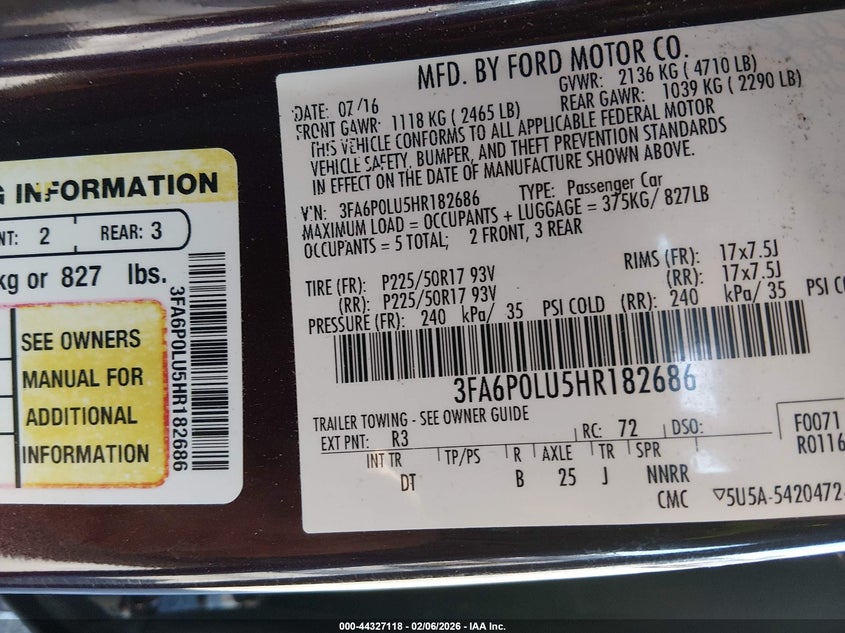 G INFORMATION
NT: 2 REAR: 3
kg or 827 lbs.
SEE OWNERS
MANUAL FOR
ADDITIONAL
INFORMATION
3FA6P0LU5HR182686
MFD. BY FORD MOTOR CO.
DATE: 07/16 GVWR: 2136 KG ( 4710 LB)
FRONT GAWR: 1118 KG ( 2465 LB) REAR GAWR: 1039 KG ( 2290 LB)
THIS VEHICLE CONFORMS TO ALL APPLICABLE FEDERAL MOTOR
VEHICLE SAFETY, BUMPER, AND THEFT PREVENTION STANDARDS
IN EFFECT ON THE DATE OF MANUFACTURE SHOWN ABOVE.
VIN: 3FA6P0LU5HR182686 TYPE: Passenger Car
MAXIMUM LOAD = OCCUPANTS + LUGGAGE = 375KG/ 827LB
OCCUPANTS = 5 TOTAL; 2 FRONT, 3 REAR
TIRE (FR): P225/50R17 93V RIMS (FR): 17x7.5J
(RR): P225/50R17 93V (RR): 17x7.5J
PRESSURE (FR): 240 kPa/ 35 PSI COLD (RR): 240 kPa/ 35 PSI CO
3FA6P0LU5HR182686
TRAILER TOWING - SEE OWNER GUIDE
EXT PNT: R3 RC: 72 DSO: F0071
R0116
INT TR TP/PS R AXLE TR SPR
DT B 25 J NNRR
CMC ▽5U5A-5420472-
000-44327118 - 02/06/2026 - IAA Inc.